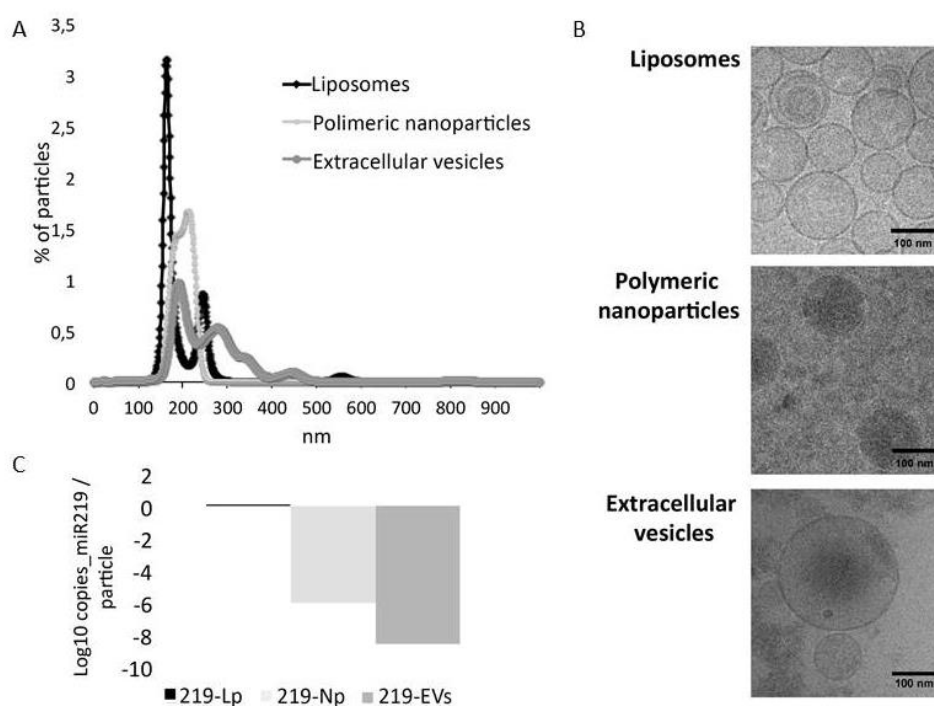 A
3,5
3
2,5
2
1,5
1
0,5
0
% of particles
Liposomes
Polimeric nanoparticles
Extracellular vesicles
0 100 200 300 400 500 600 700 800 900
nm
B
Liposomes
100 nm
Polymeric
nanoparticles
100 nm
Extracellular
vesicles
100 nm
C
2
0
-2
-4
-6
-8
-10
Log10 copies_miR219 /
particle
219-Lp 219-Np 219-EVs